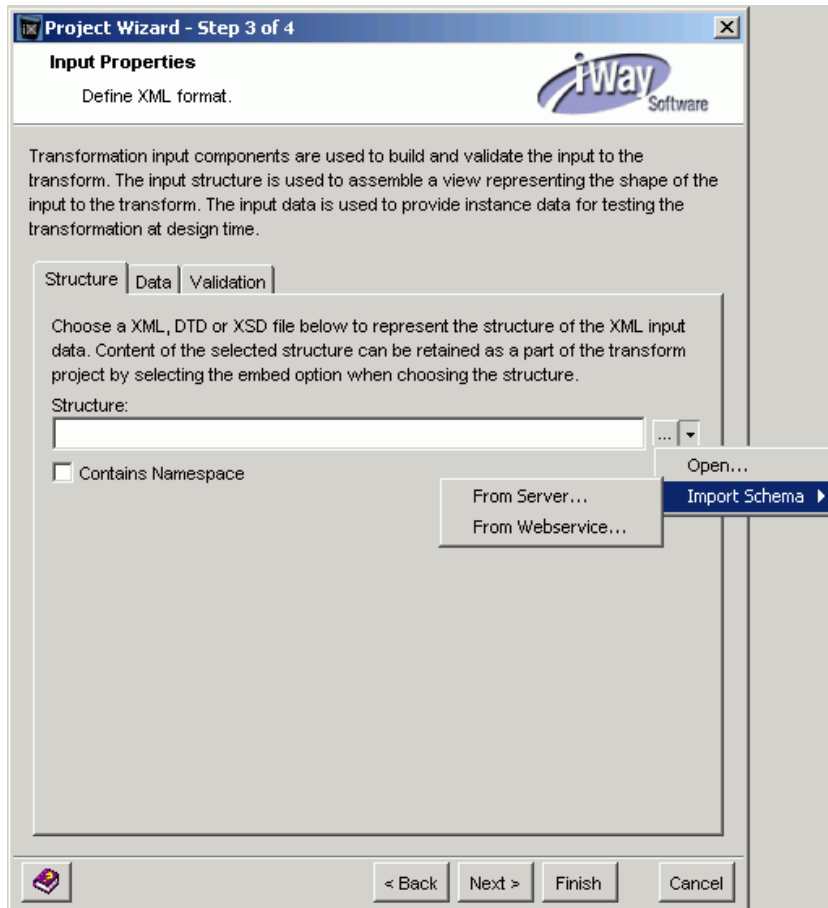 Project Wizard - Step 3 of 4
Input Properties
Define XML format.
iWay
Software
Transformation input components are used to build and validate the input to the
transform. The input structure is used to assemble a view representing the shape of the
input to the transform. The input data is used to provide instance data for testing the
transformation at design time.
Structure Data Validation
Choose a XML, DTD or XSD file below to represent the structure of the XML input
data. Content of the selected structure can be retained as a part of the transform
project by selecting the embed option when choosing the structure.
Structure:
...
Contains Namespace
Open...
Import Schema
From Server...
From Webservice...
< Back Next > Finish Cancel